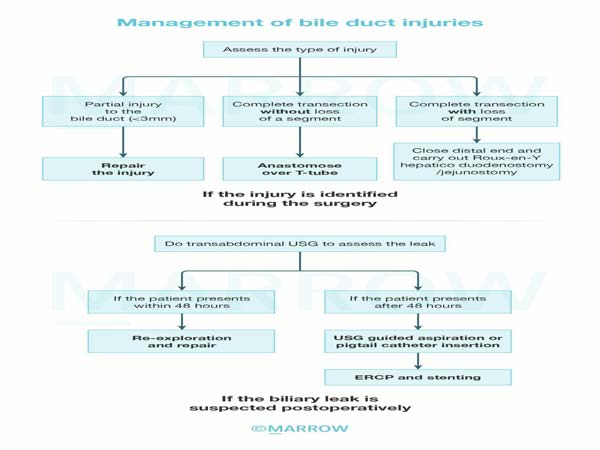 Management of bile duct injuries
Assess the type of injury
Partial injury
to the
bile duct (<3mm)
Complete transection
without loss
of a segment
Complete transection
with loss
of segment
Repair
the injury
Anastomose
over T-tube
Close distal end and
carry out Roux-en-Y
hepatico duodenostomy
/jejunostomy
If the injury is identified
during the surgery
MARROW
Do transabdominal USG to assess the leak
If the patient presents
within 48 hours
If the patient presents
after 48 hours
Re-exploration
and repair
USG guided aspiration or
pigtail catheter insertion
ERCP and stenting
If the biliary leak is
suspected postoperatively
MARROW
©MARROW